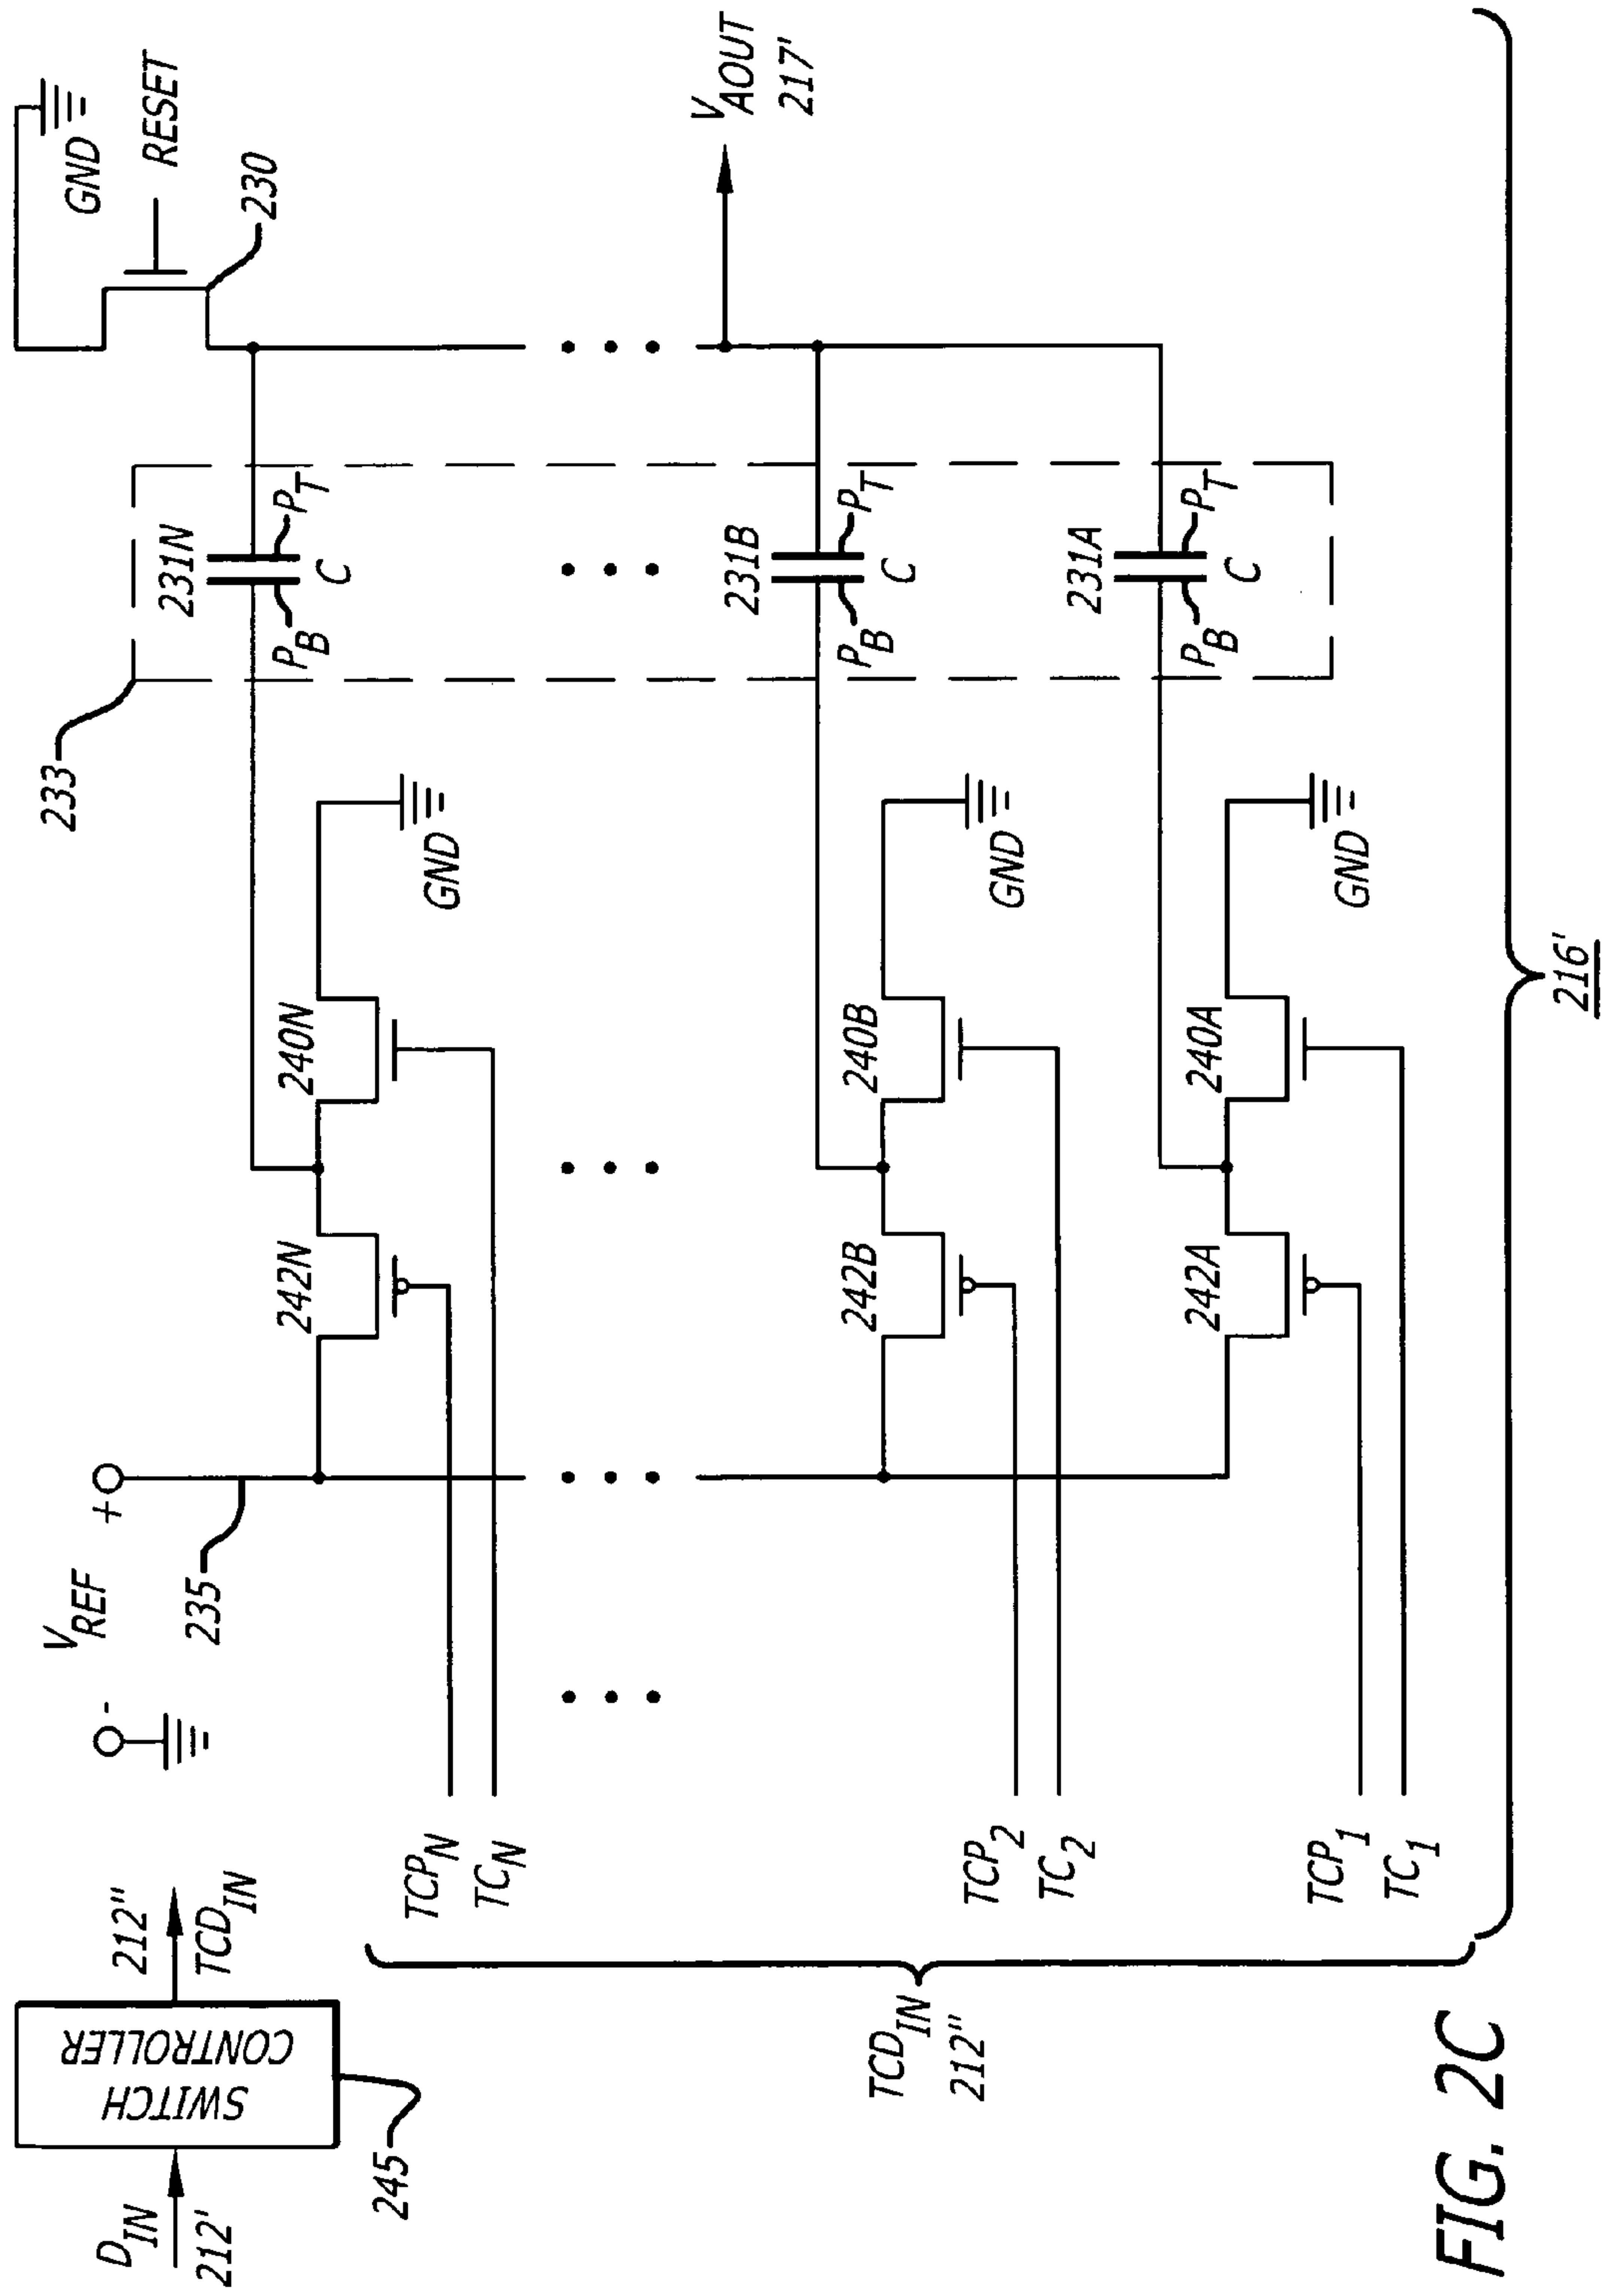 D_IN
212'
SWITCH
CONTROLLER
245
212"
TCD_IN
V_REF
-
+
235
233
GND
RESET
230
231N
P_B
P_T
C
242N
240N
GND
TCP_N
TC_N
V_AOUT
217'
231B
P_B
P_T
C
242B
240B
GND
TCP_2
TC_2
231A
P_B
P_T
C
242A
240A
GND
TCP_1
TC_1
TCD_IN
212"
216'
FIG. 2C